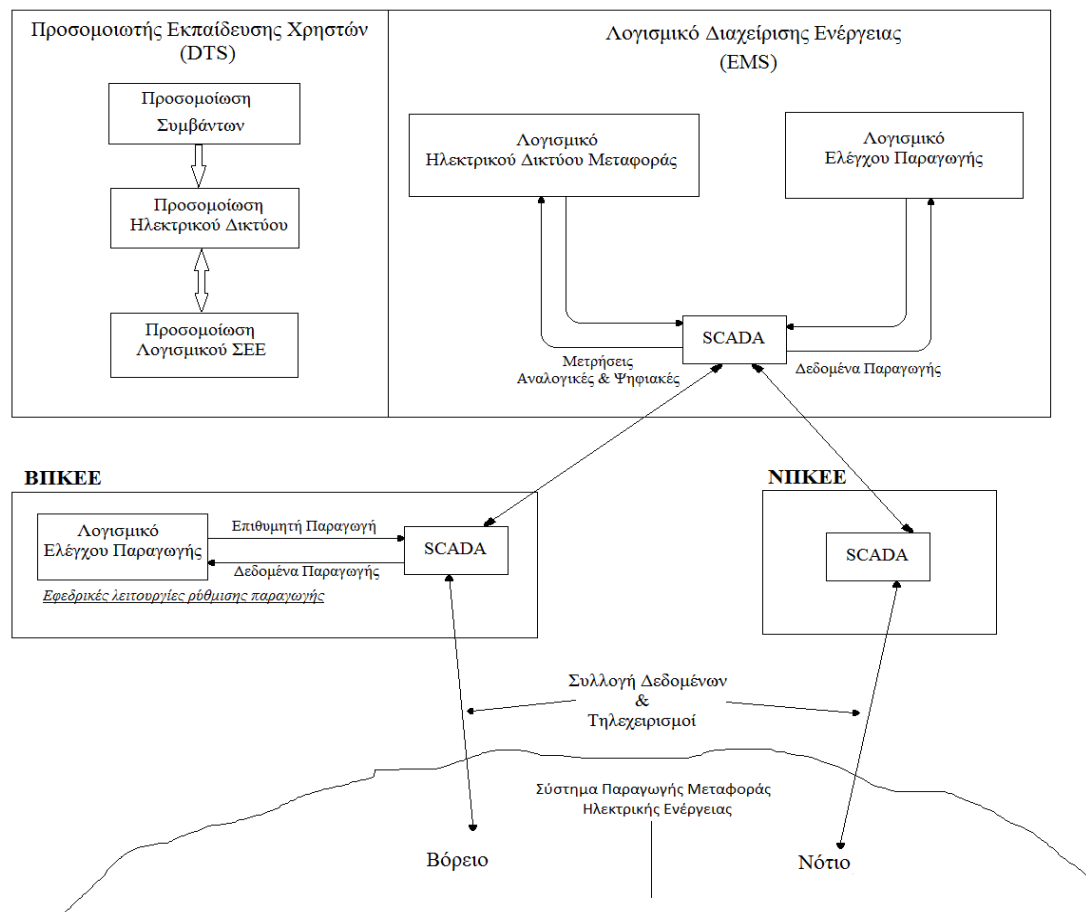 Προσομοιωτής Εκπαίδευσης Χρηστών
(DTS)
Προσομοίωση
Συμβάντων
Προσομοίωση
Ηλεκτρικού Δικτύου
Προσομοίωση
Λογισμικού ΣΕΕ
Λογισμικό Διαχείρισης Ενέργειας
(EMS)
Λογισμικό
Ηλεκτρικού Δικτύου Μεταφοράς
Λογισμικό
Ελέγχου Παραγωγής
SCADA
Μετρήσεις
Αναλογικές & Ψηφιακές
Δεδομένα Παραγωγής
ΒΠΚΕΕ
Λογισμικό
Ελέγχου Παραγωγής
Επιθυμητή Παραγωγή
Δεδομένα Παραγωγής
SCADA
Εφεδρικές λειτουργίες ρύθμισης παραγωγής
ΝΠΚΕΕ
SCADA
Συλλογή Δεδομένων
&
Τηλεχειρισμοί
Σύστημα Παραγωγής Μεταφοράς
Ηλεκτρικής Ενέργειας
Βόρειο
Νότιο